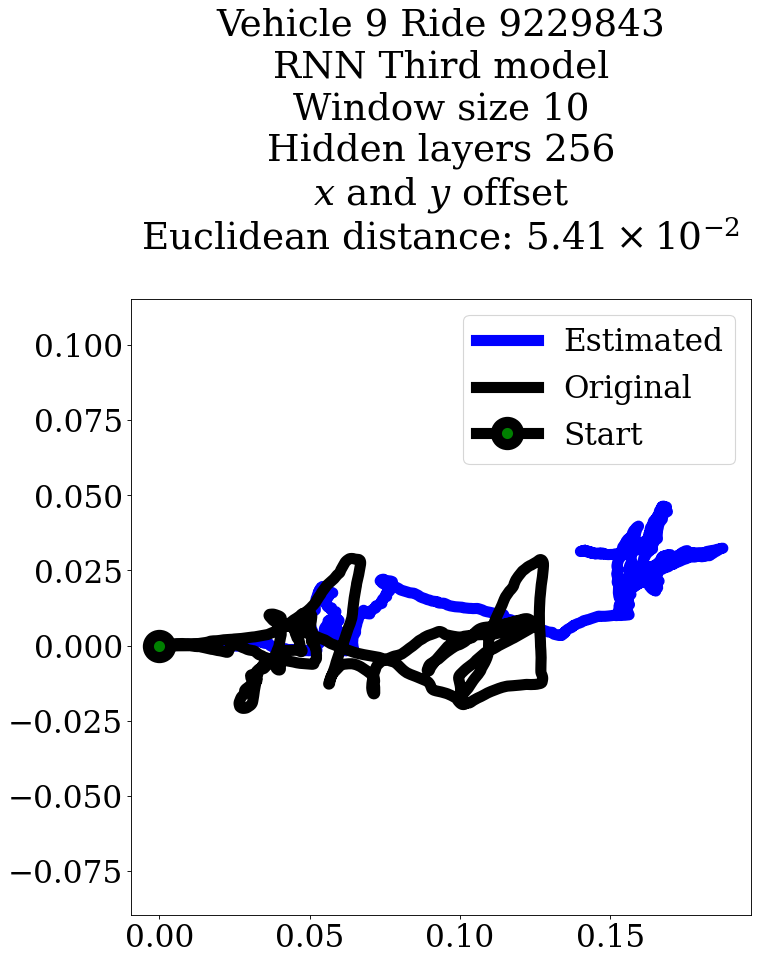 Vehicle 9 Ride 9229843
RNN Third model
Window size 10
Hidden layers 256
x and y offset
Euclidean distance: 5.41 × 10⁻²
Estimated
Original
Start
0.100
0.075
0.050
0.025
0.000
−0.025
−0.050
−0.075
0.00 0.05 0.10 0.15